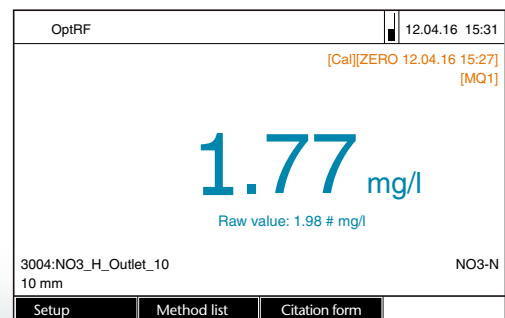 OptRF 12.04.16 15:31
[Cal][ZERO 12.04.16 15:27]
[MQ1]
1.77 mg/l
Raw value: 1.98 # mg/l
3004:NO3_H_Outlet_10 NO3-N
10 mm
Setup Method list Citation form